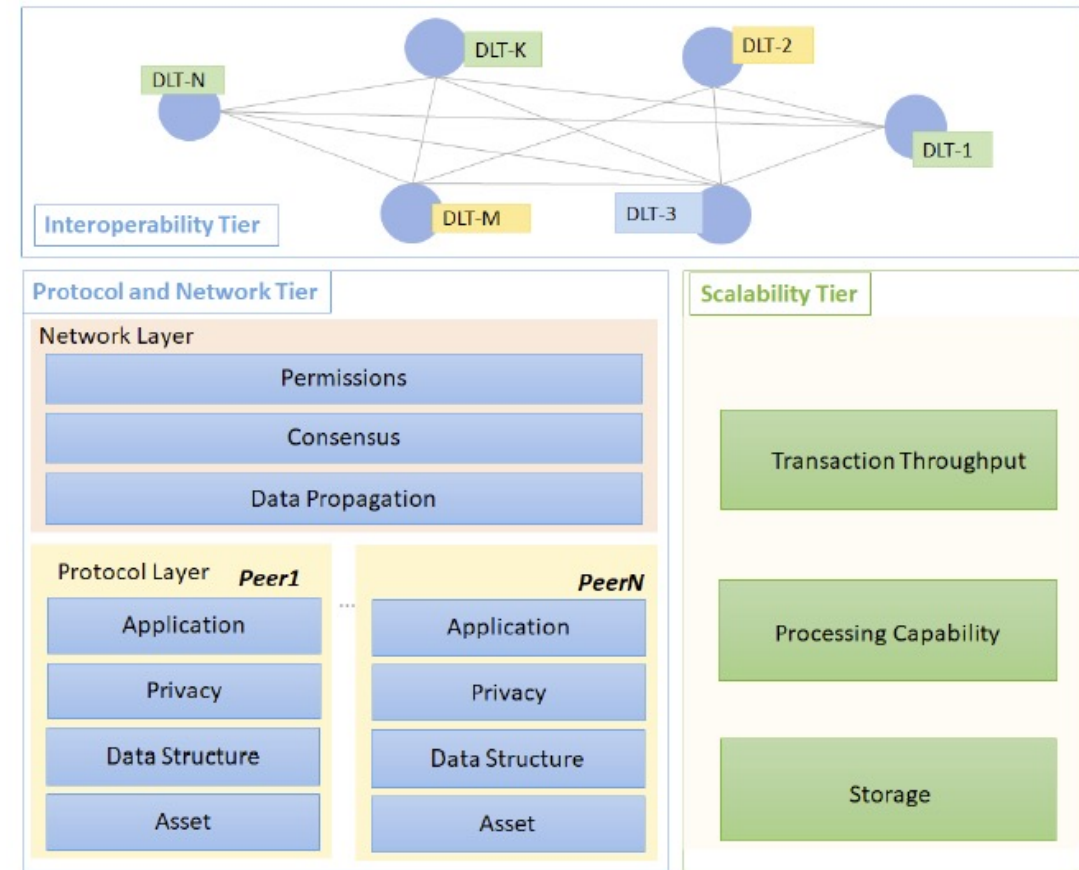 DLT-K
DLT-2
DLT-N
DLT-1
DLT-M
DLT-3
Interoperability Tier
Protocol and Network Tier
Network Layer
Permissions
Consensus
Data Propagation
Protocol Layer
Peer1
Application
Privacy
Data Structure
Asset
...
PeerN
Application
Privacy
Data Structure
Asset
Scalability Tier
Transaction Throughput
Processing Capability
Storage